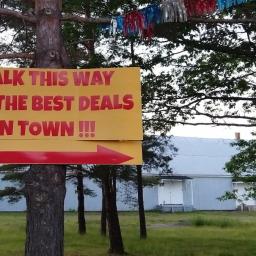 ALK THIS WAY
THE BEST DEALS
N TOWN !!!